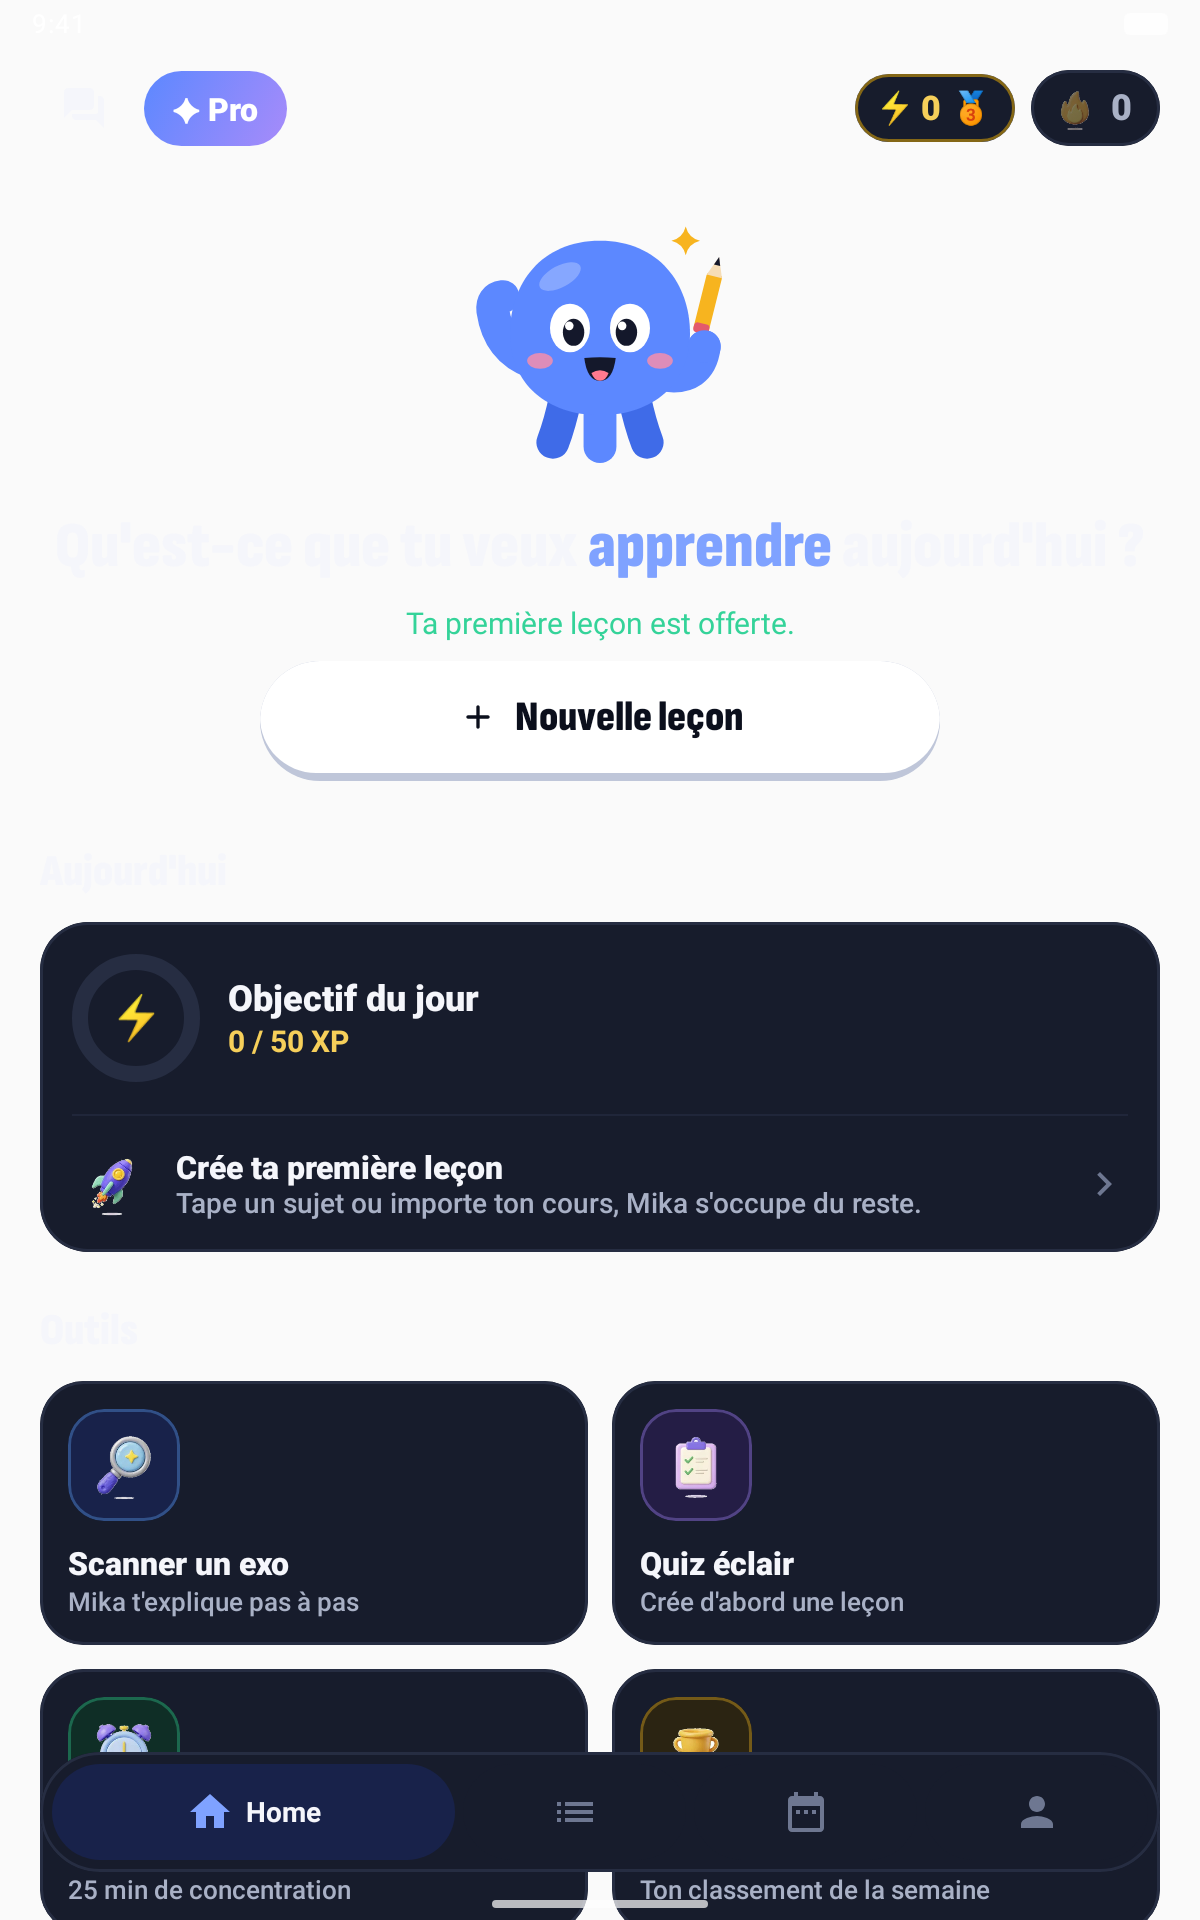 9:41
Pro
0
3
0
Qu'est-ce que tu veux apprendre aujourd'hui ?
Ta première leçon est offerte.
+ Nouvelle leçon
Aujourd'hui
Objectif du jour
0 / 50 XP
Crée ta première leçon
Tape un sujet ou importe ton cours, Mika s'occupe du reste.
Outils
Scanner un exo
Mika t'explique pas à pas
Quiz éclair
Crée d'abord une leçon
Home
25 min de concentration
Ton classement de la semaine